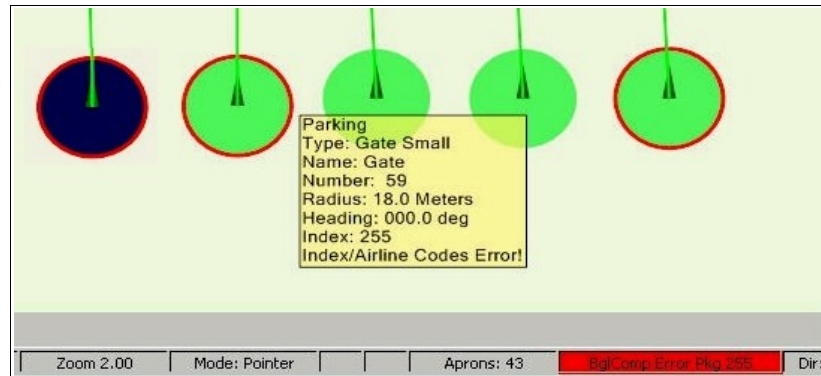 Parking
Type: Gate Small
Name: Gate
Number: 59
Radius: 18.0 Meters
Heading: 000.0 deg
Index: 255
Index/Airline Codes Error!
Zoom 2.00 Mode: Pointer Aprons: 43 BglComp Error Pkg 255 Dir: